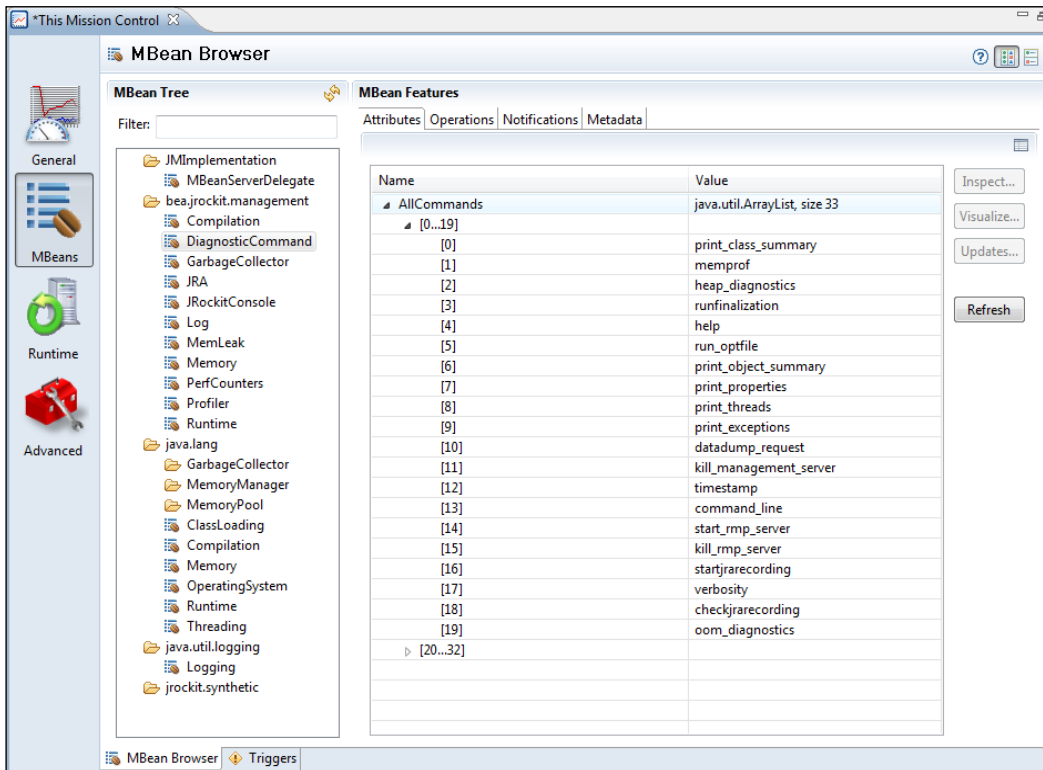 *This Mission Control
MBean Browser
General
MBeans
Runtime
Advanced
MBean Tree
Filter:
JMImplementation
MBeanServerDelegate
bea.jrockit.management
Compilation
DiagnosticCommand
GarbageCollector
JRA
JRockitConsole
Log
MemLeak
Memory
PerfCounters
Profiler
Runtime
java.lang
GarbageCollector
MemoryManager
MemoryPool
ClassLoading
Compilation
Memory
OperatingSystem
Runtime
Threading
java.util.logging
Logging
jrockit.synthetic
MBean Features
Attributes Operations Notifications Metadata
Name Value
AllCommands java.util.ArrayList, size 33
[0...19]
[0] print_class_summary
[1] memprof
[2] heap_diagnostics
[3] runfinalization
[4] help
[5] run_optfile
[6] print_object_summary
[7] print_properties
[8] print_threads
[9] print_exceptions
[10] datadump_request
[11] kill_management_server
[12] timestamp
[13] command_line
[14] start_rmp_server
[15] kill_rmp_server
[16] startjrarecording
[17] verbosity
[18] checkjrarecording
[19] oom_diagnostics
[20...32]
Inspect...
Visualize...
Updates...
Refresh
MBean Browser Triggers